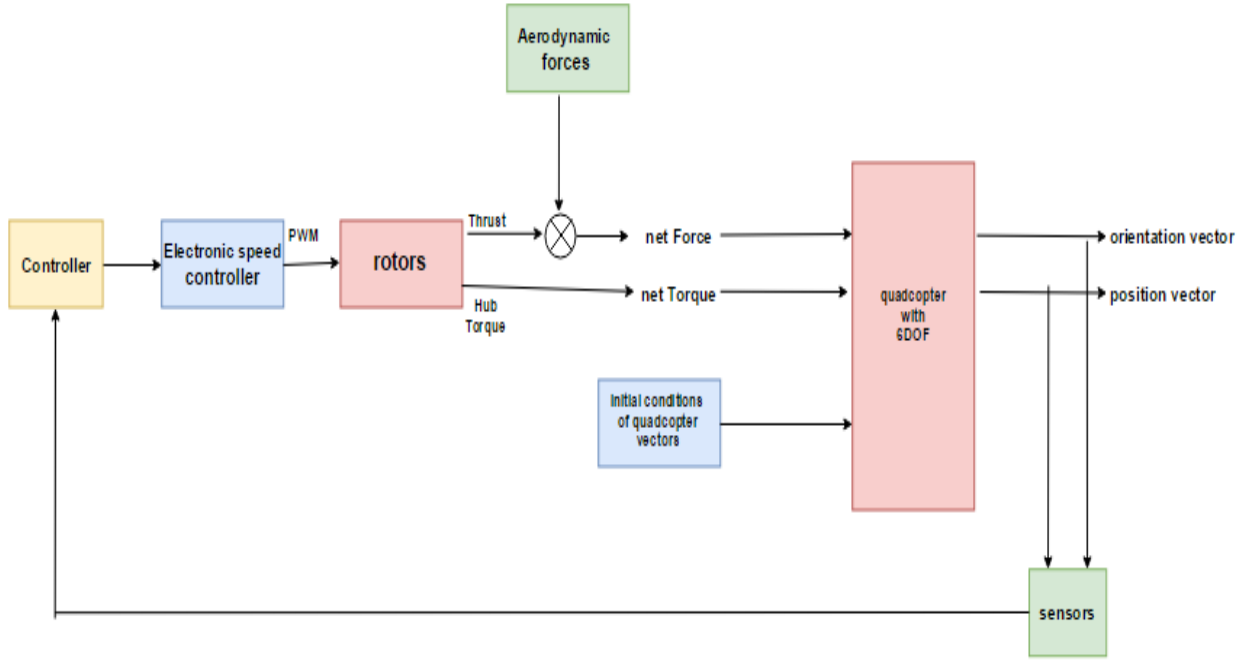 Aerodynamic
forces
Controller
Electronic speed
controller
PWM
rotors
Thrust
Hub
Torque
net Force
net Torque
Initial conditions
of quadcopter
vectors
quadcopter
with
6DOF
orientation vector
position vector
sensors